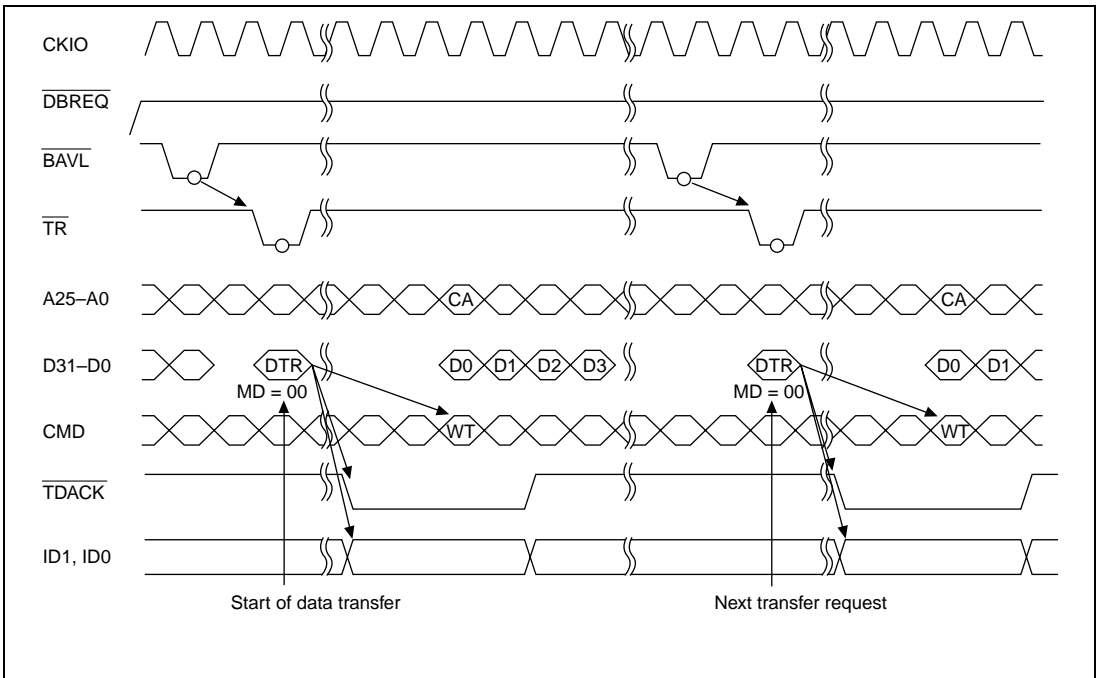 CKIO
DBREQ
BAVL
TR
A25–A0 CA CA
D31–D0 DTR D0 D1 D2 D3 DTR D0 D1
MD = 00 MD = 00
CMD WT WT
TDACK
ID1, ID0
Start of data transfer Next transfer request